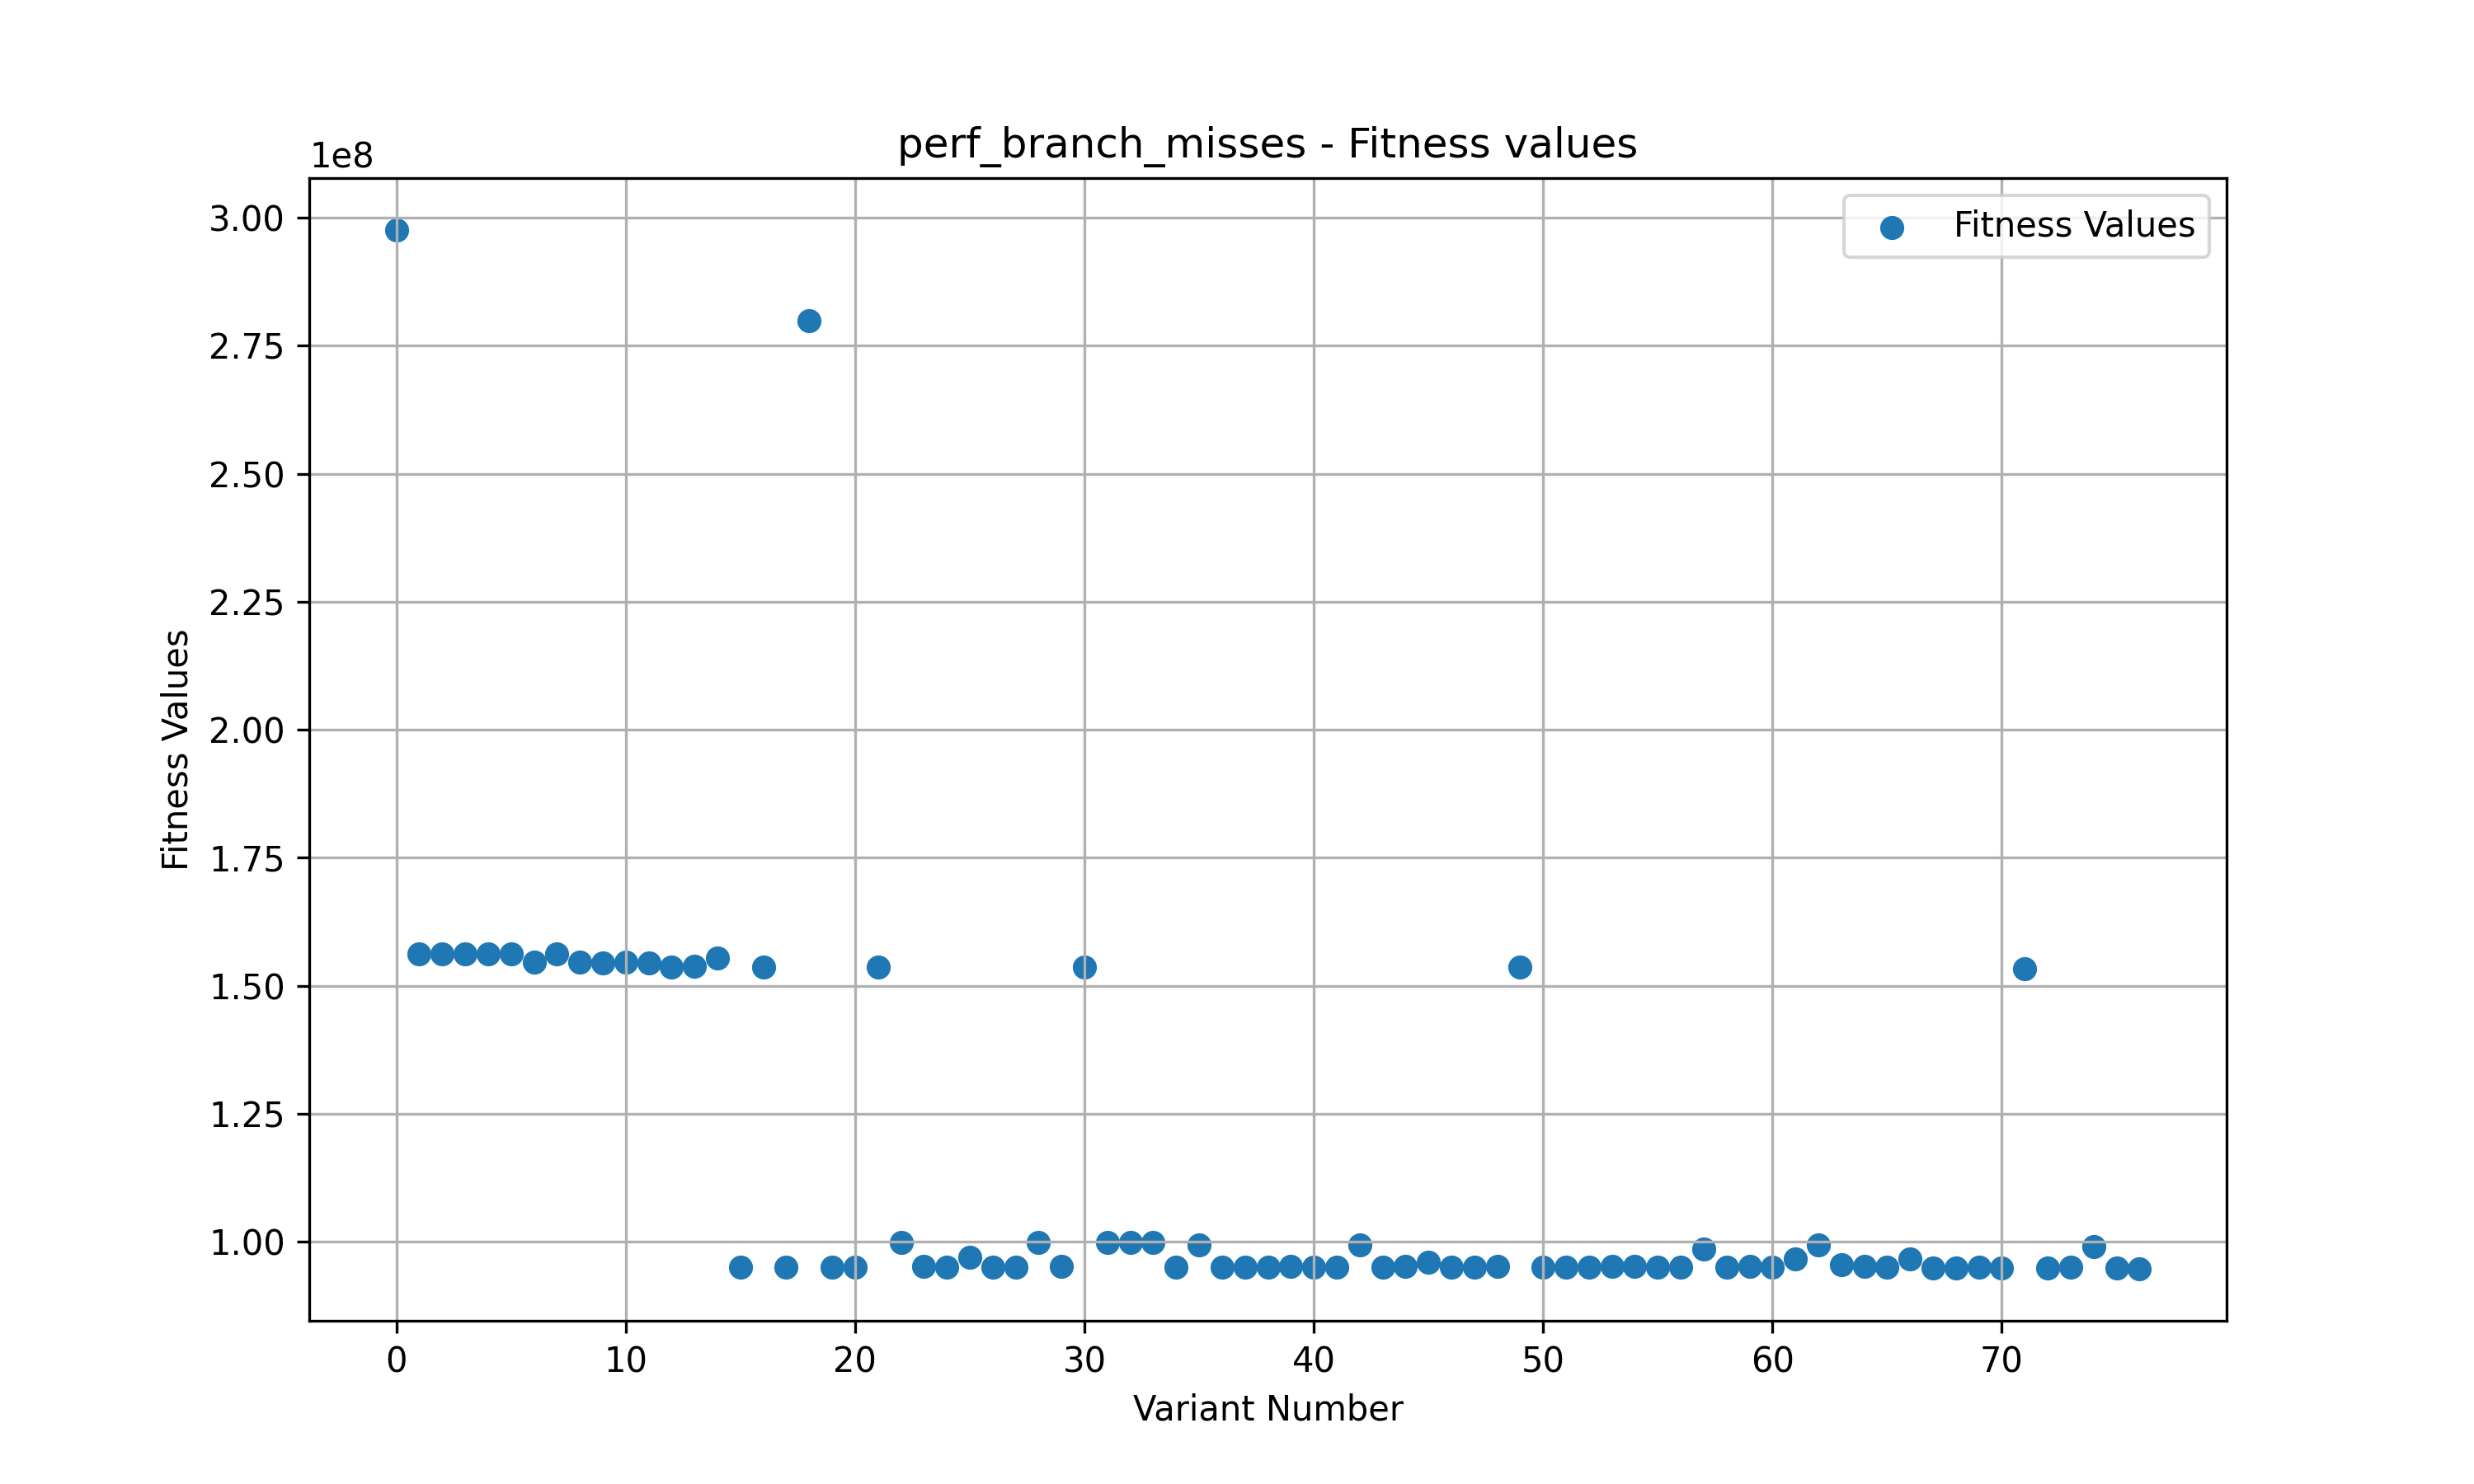 perf_branch_misses - Fitness values
1e8
3.00
2.75
2.50
2.25
2.00
1.75
1.50
1.25
1.00
Fitness Values
Fitness Values
0 10 20 30 40 50 60 70
Variant Number